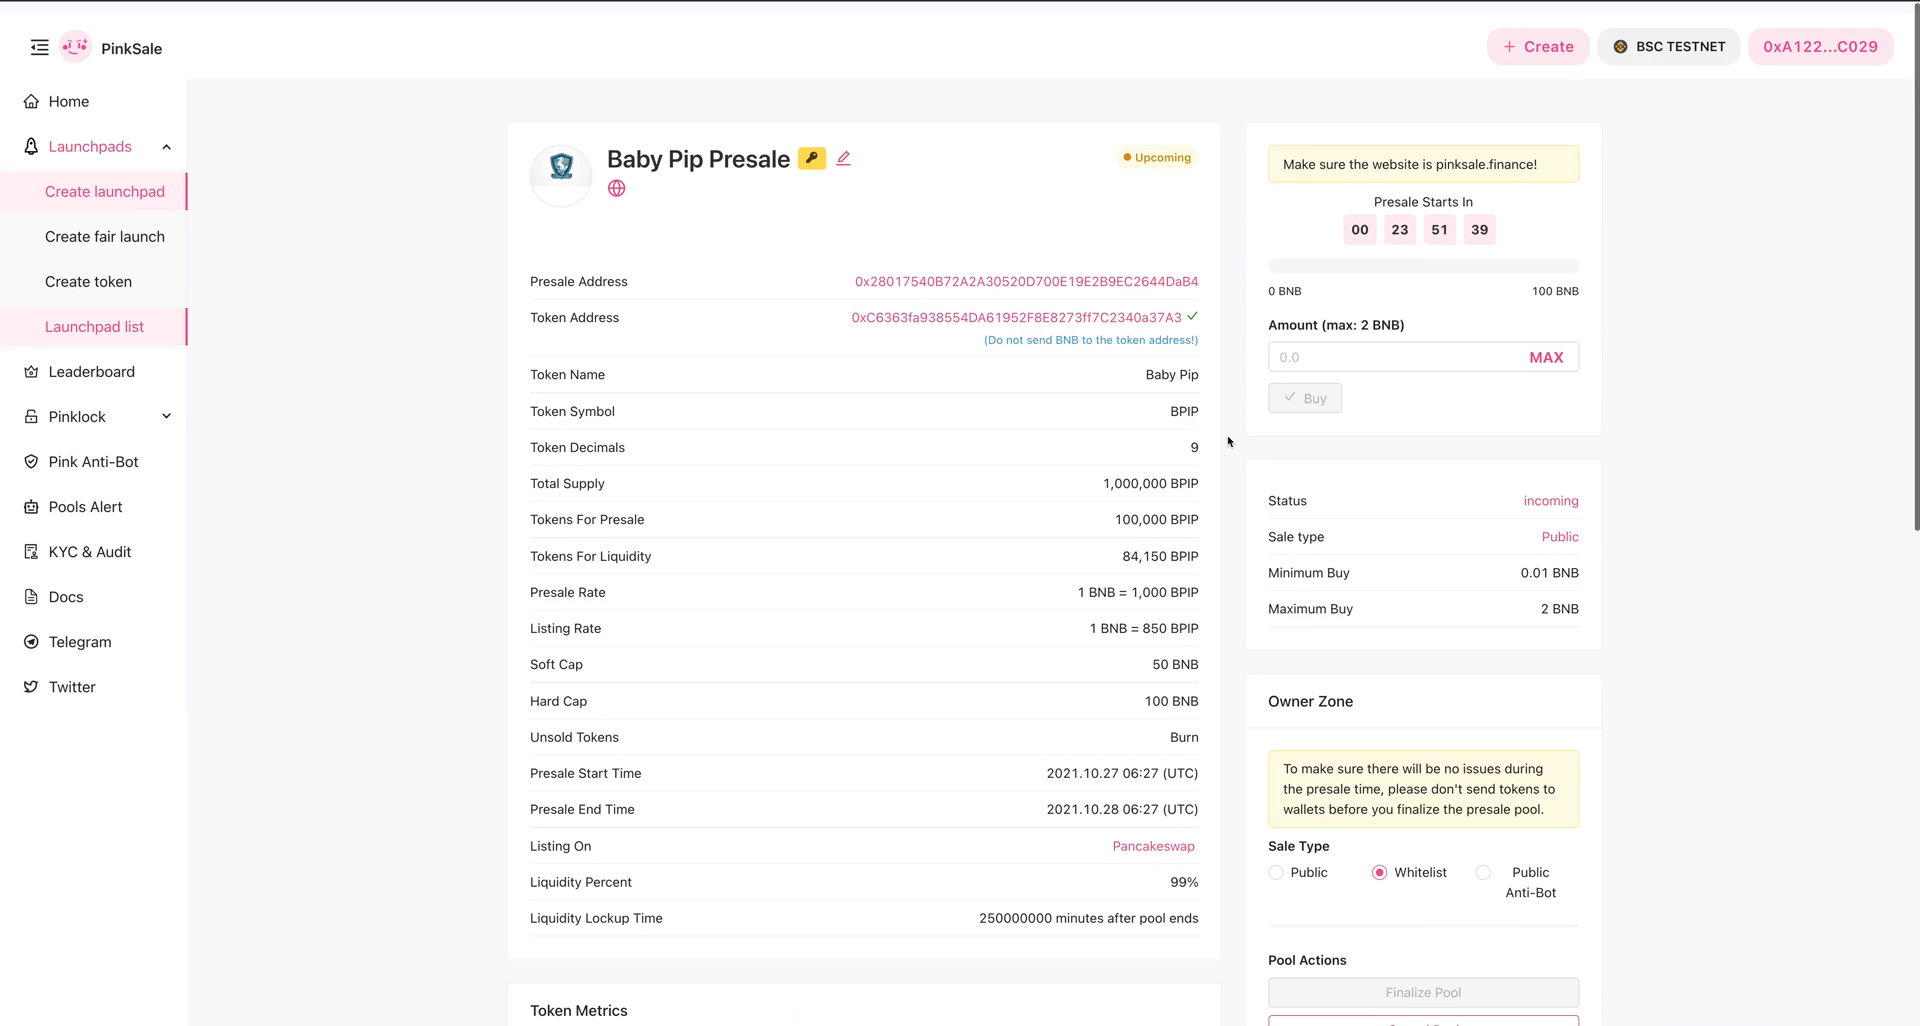 PinkSale
+ Create
BSC TESTNET
0xA122...C029
Home
Launchpads
Create launchpad
Create fair launch
Create token
Launchpad list
Leaderboard
Pinklock
Pink Anti-Bot
Pools Alert
KYC & Audit
Docs
Telegram
Twitter
Baby Pip Presale
Upcoming
Presale Address 0x28017540B72A2A30520D700E19E2B9EC2644DaB4
Token Address 0xC6363fa938554DA61952F8E8273ff7C2340a37A3
(Do not send BNB to the token address!)
Token Name Baby Pip
Token Symbol BPIP
Token Decimals 9
Total Supply 1,000,000 BPIP
Tokens For Presale 100,000 BPIP
Tokens For Liquidity 84,150 BPIP
Presale Rate 1 BNB = 1,000 BPIP
Listing Rate 1 BNB = 850 BPIP
Soft Cap 50 BNB
Hard Cap 100 BNB
Unsold Tokens Burn
Presale Start Time 2021.10.27 06:27 (UTC)
Presale End Time 2021.10.28 06:27 (UTC)
Listing On Pancakeswap
Liquidity Percent 99%
Liquidity Lockup Time 250000000 minutes after pool ends
Token Metrics
Make sure the website is pinksale.finance!
Presale Starts In
00 23 51 39
0 BNB 100 BNB
Amount (max: 2 BNB)
0.0 MAX
Buy
Status incoming
Sale type Public
Minimum Buy 0.01 BNB
Maximum Buy 2 BNB
Owner Zone
To make sure there will be no issues during
the presale time, please don't send tokens to
wallets before you finalize the presale pool.
Sale Type
Public Whitelist Public
Anti-Bot
Pool Actions
Finalize Pool